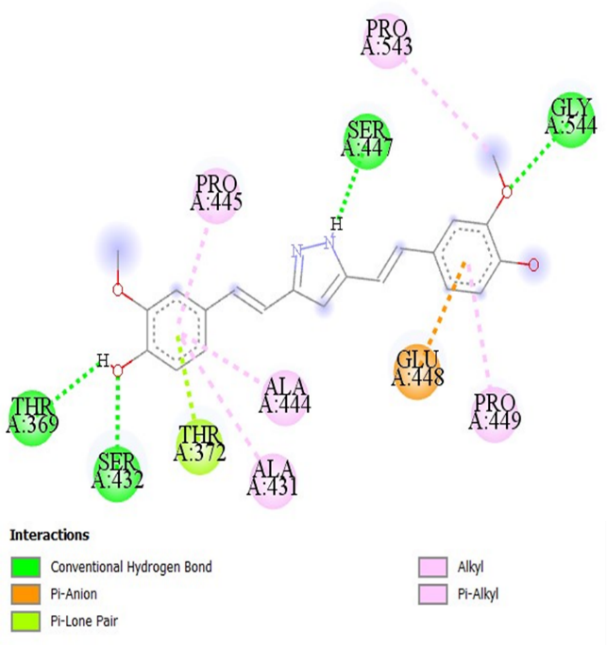 PRO
A:543
GLY
A:544
SER
A:447
PRO
A:445
H
N
N
O
O
O
O
H
GLU
A:448
ALA
A:444
PRO
A:449
THR
A:369
THR
A:372
SER
A:432
ALA
A:431
Interactions
Conventional Hydrogen Bond
Pi-Anion
Pi-Lone Pair
Alkyl
Pi-Alkyl